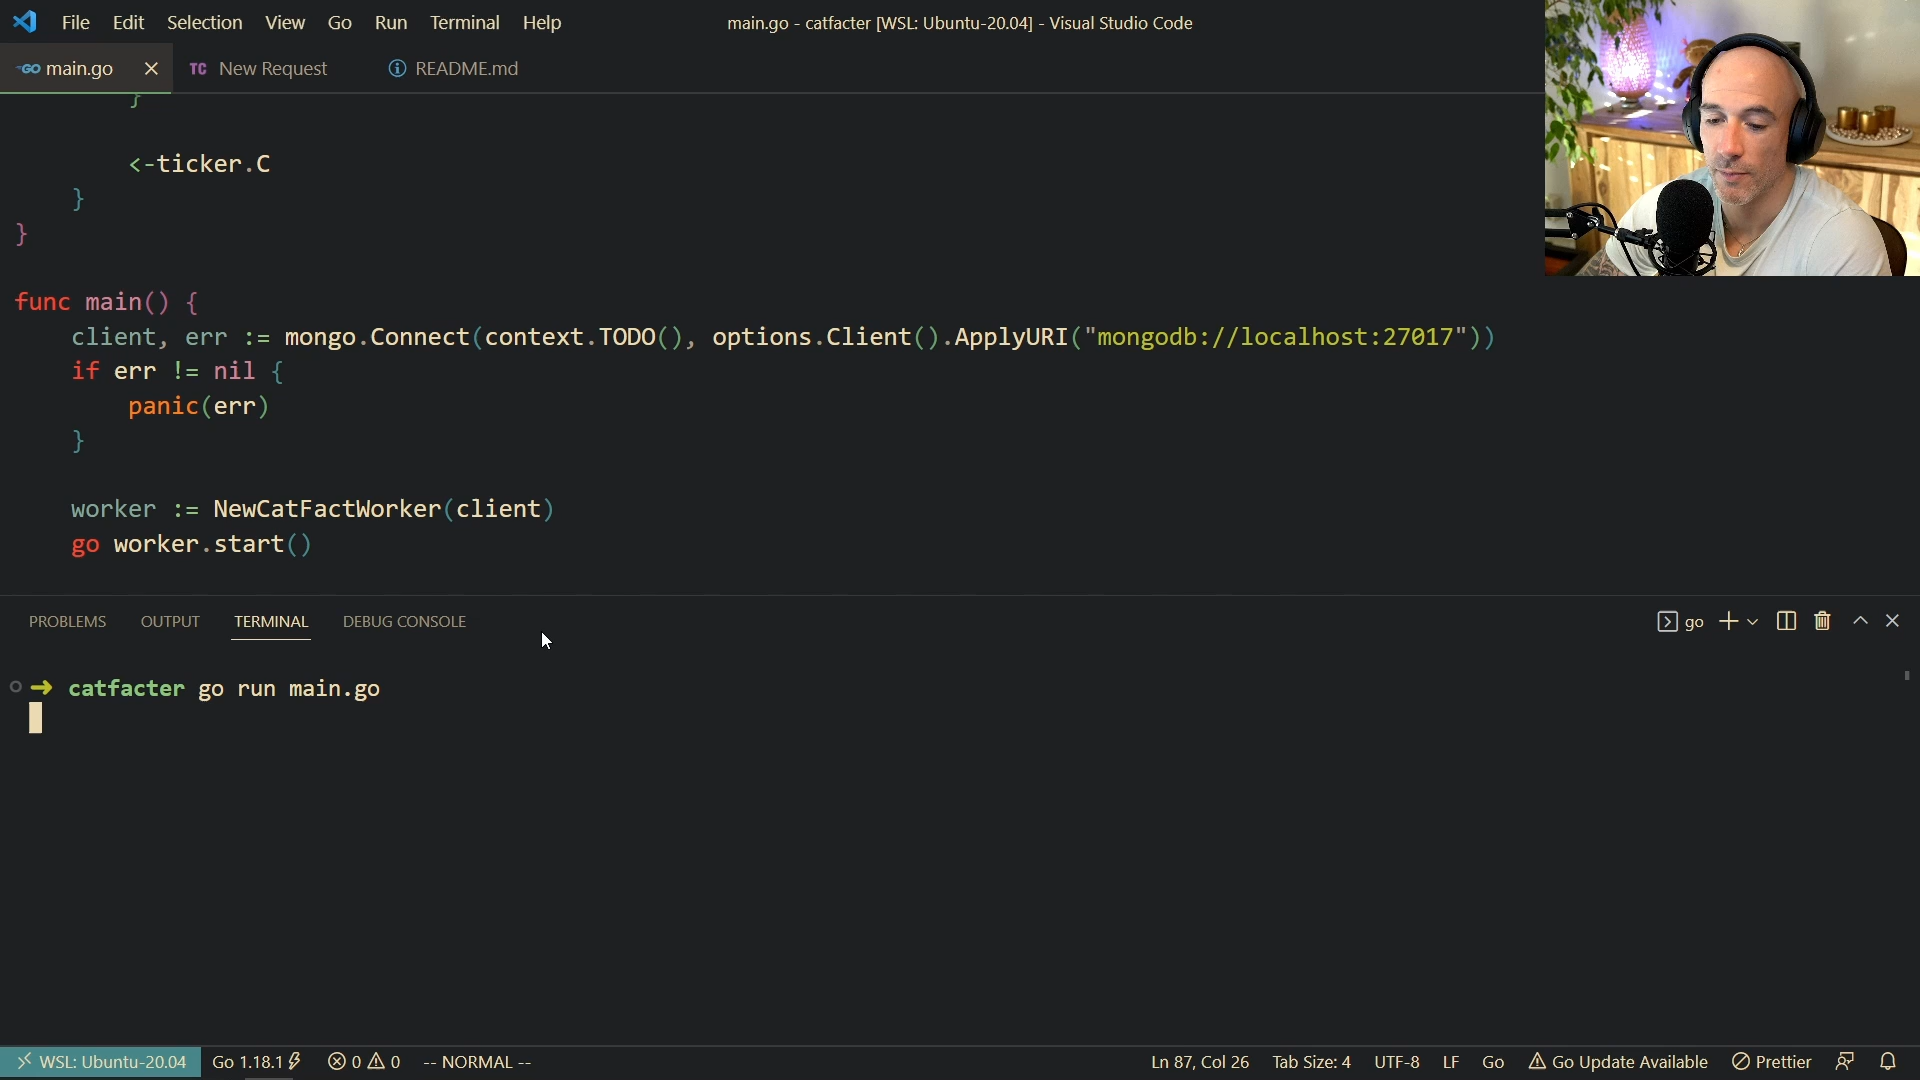 File Edit Selection View Go Run Terminal Help
main.go - catfacter [WSL: Ubuntu-20.04] - Visual Studio Code
GO main.go TC New Request README.md
}
<-ticker.C
}
}
func main() {
client, err := mongo.Connect(context.TODO(), options.Client().ApplyURI("mongodb://localhost:27017"))
if err != nil {
panic(err)
}
worker := NewCatFactWorker(client)
go worker.start()
PROBLEMS OUTPUT TERMINAL DEBUG CONSOLE
go
➜ catfacter go run main.go
WSL: Ubuntu-20.04 Go 1.18.1 0 0 -- NORMAL --
Ln 87, Col 26 Tab Size: 4 UTF-8 LF Go Go Update Available Prettier